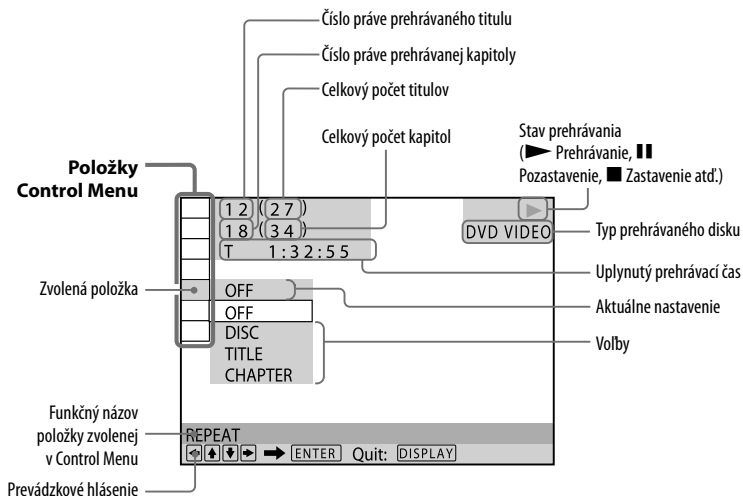 Číslo práve prehrávaného titulu
Číslo práve prehrávanej kapitoly
Celkový počet titulov
Celkový počet kapitol
Stav prehrávania
(► Prehrávanie, ▮▮
Pozastavenie, ■ Zastavenie atď.)
Položky
Control Menu
12 (27)
18 (34)
T 1:32:55
►
DVD VIDEO
Typ prehrávaného disku
Uplynutý prehrávací čas
Zvolená položka
OFF
Aktuálne nastavenie
OFF
DISC
TITLE
CHAPTER
Voľby
Funkčný názov
položky zvolenej
v Control Menu
REPEAT
← ↑ ↓ → ➡ ENTER Quit: DISPLAY
Prevádzkové hlásenie